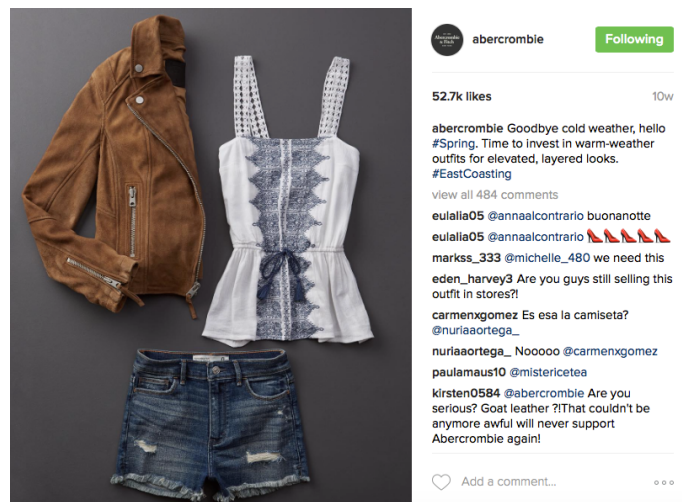 abercrombie
Following
52.7k likes
10w
abercrombie Goodbye cold weather, hello
#Spring. Time to invest in warm-weather
outfits for elevated, layered looks.
#EastCoasting
view all 484 comments
eulalia05 @annaalcontrario buonanotte
eulalia05 @annaalcontrario 👠👠👠👠👠
markss_333 @michelle_480 we need this
eden_harvey3 Are you guys still selling this
outfit in stores?!
carmenxgomez Es esa la camiseta?
@nuriaaortega_
nuriaaortega_ Nooooo @carmenxgomez
paulamaus10 @mistericetea
kirsten0584 @abercrombie Are you
serious? Goat leather ?!That couldn't be
anymore awful will never support
Abercrombie again!
Add a comment...